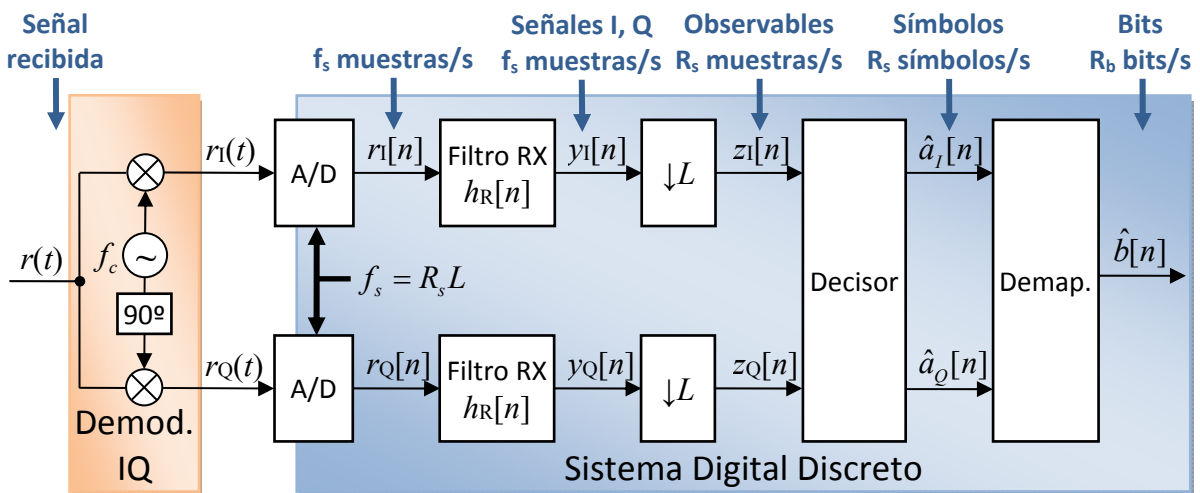 Señal
recibida
f_s muestras/s
Señales I, Q
f_s muestras/s
Observables
R_s muestras/s
Símbolos
R_s símbolos/s
Bits
R_b bits/s
r_I(t)
A/D
r_I[n]
Filtro RX
h_R[n]
y_I[n]
↓L
z_I[n]
â_I[n]
r(t)
f_c
~
90º
f_s = R_s L
Decisor
Demap.
b̂[n]
r_Q(t)
A/D
r_Q[n]
Filtro RX
h_R[n]
y_Q[n]
↓L
z_Q[n]
â_Q[n]
Demod.
IQ
Sistema Digital Discreto